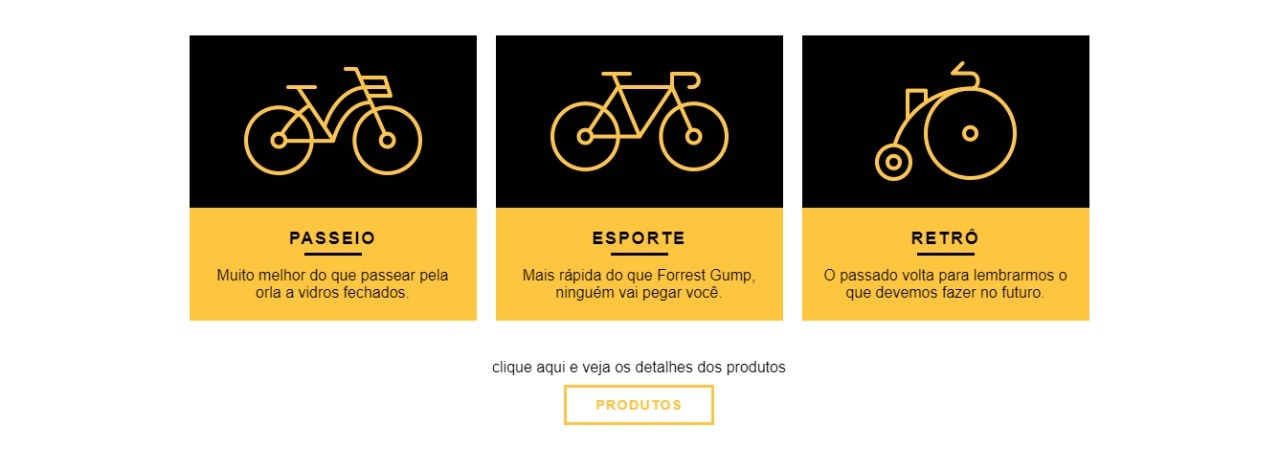 PASSEIO
Muito melhor do que passear pela
orla a vidros fechados.
ESPORTE
Mais rápida do que Forrest Gump,
ninguém vai pegar você.
RETRÔ
O passado volta para lembrarmos o
que devemos fazer no futuro.
clique aqui e veja os detalhes dos produtos
PRODUTOS